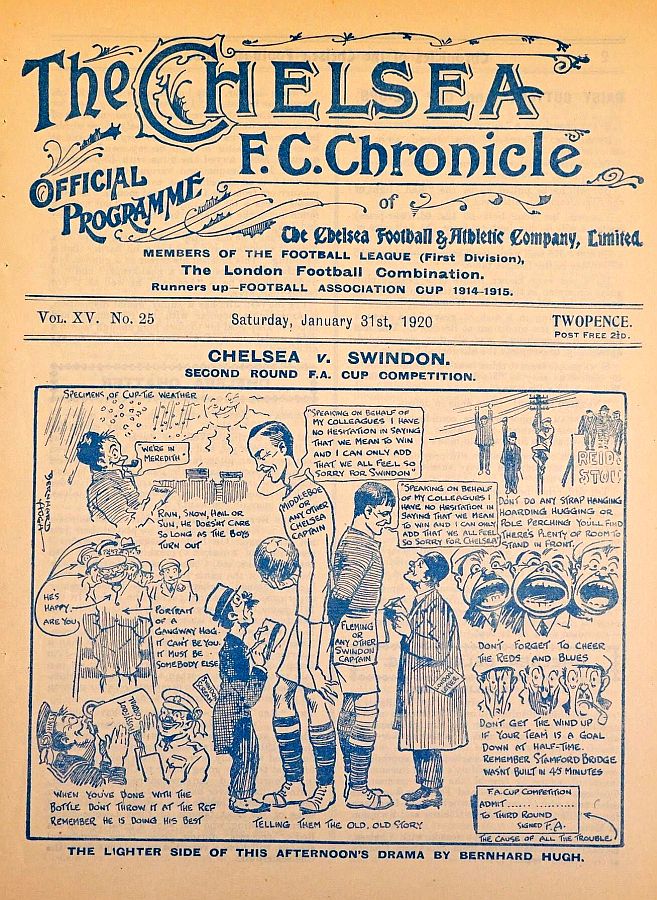 The CHELSEA
F.C. Chronicle
OFFICIAL
PROGRAMME
of
The Chelsea Football & Athletic Company, Limited.
MEMBERS OF THE FOOTBALL LEAGUE (First Division),
The London Football Combination.
Runners up—FOOTBALL ASSOCIATION CUP 1914-1915.
VOL. XV. No. 25
Saturday, January 31st, 1920
TWOPENCE.
POST FREE 2½D.
CHELSEA v. SWINDON.
SECOND ROUND F.A. CUP COMPETITION.
SPECIMENS OF CUP-TIE WEATHER
"WE'RE IN
MEREDITH"
RAIN, SNOW, HAIL OR
SUN, HE DOESN'T CARE
SO LONG AS THE BOYS
TURN OUT
HUGH
HE'S
HAPPY.
ARE YOU
PORTRAIT
OF A
GANGWAY HOG.
IT CAN'T BE YOU.
IT MUST BE
SOMEBODY ELSE
WHEN YOU'VE DONE WITH THE
BOTTLE DON'T THROW IT AT THE REF
REMEMBER HE IS DOING HIS BEST
"SPEAKING ON BEHALF OF
MY COLLEAGUES I HAVE
NO HESITATION IN SAYING
THAT WE MEAN TO WIN
AND I CAN ONLY ADD
THAT WE ALL FEEL SO
SORRY FOR SWINDON"
MIDDLEBOE
OR
ANY OTHER
CHELSEA
CAPTAIN
"SPEAKING ON BEHALF
OF MY COLLEAGUES I
HAVE NO HESITATION IN
SAYING THAT WE MEAN
TO WIN AND I CAN ONLY
ADD THAT WE ALL FEEL
SO SORRY FOR CHELSEA"
FLEMING
OR
ANY OTHER
SWINDON
CAPTAIN
TELLING THEM THE OLD, OLD STORY
REID'S
STOU
DON'T DO ANY STRAP HANGING
HOARDING HUGGING OR
POLE PERCHING YOU'LL FIND
THERE'S PLENTY OF ROOM TO
STAND IN FRONT.
DON'T FORGET TO CHEER
THE REDS AND BLUES
DON'T GET THE WIND UP
IF YOUR TEAM IS A GOAL
DOWN AT HALF-TIME.
REMEMBER STAMFORD BRIDGE
WASN'T BUILT IN 45 MINUTES
F.A. CUP COMPETITION
ADMIT .................
TO THIRD ROUND
SIGNED F.A.
THE CAUSE OF ALL THE TROUBLE.
THE LIGHTER SIDE OF THIS AFTERNOON'S DRAMA BY BERNHARD HUGH.